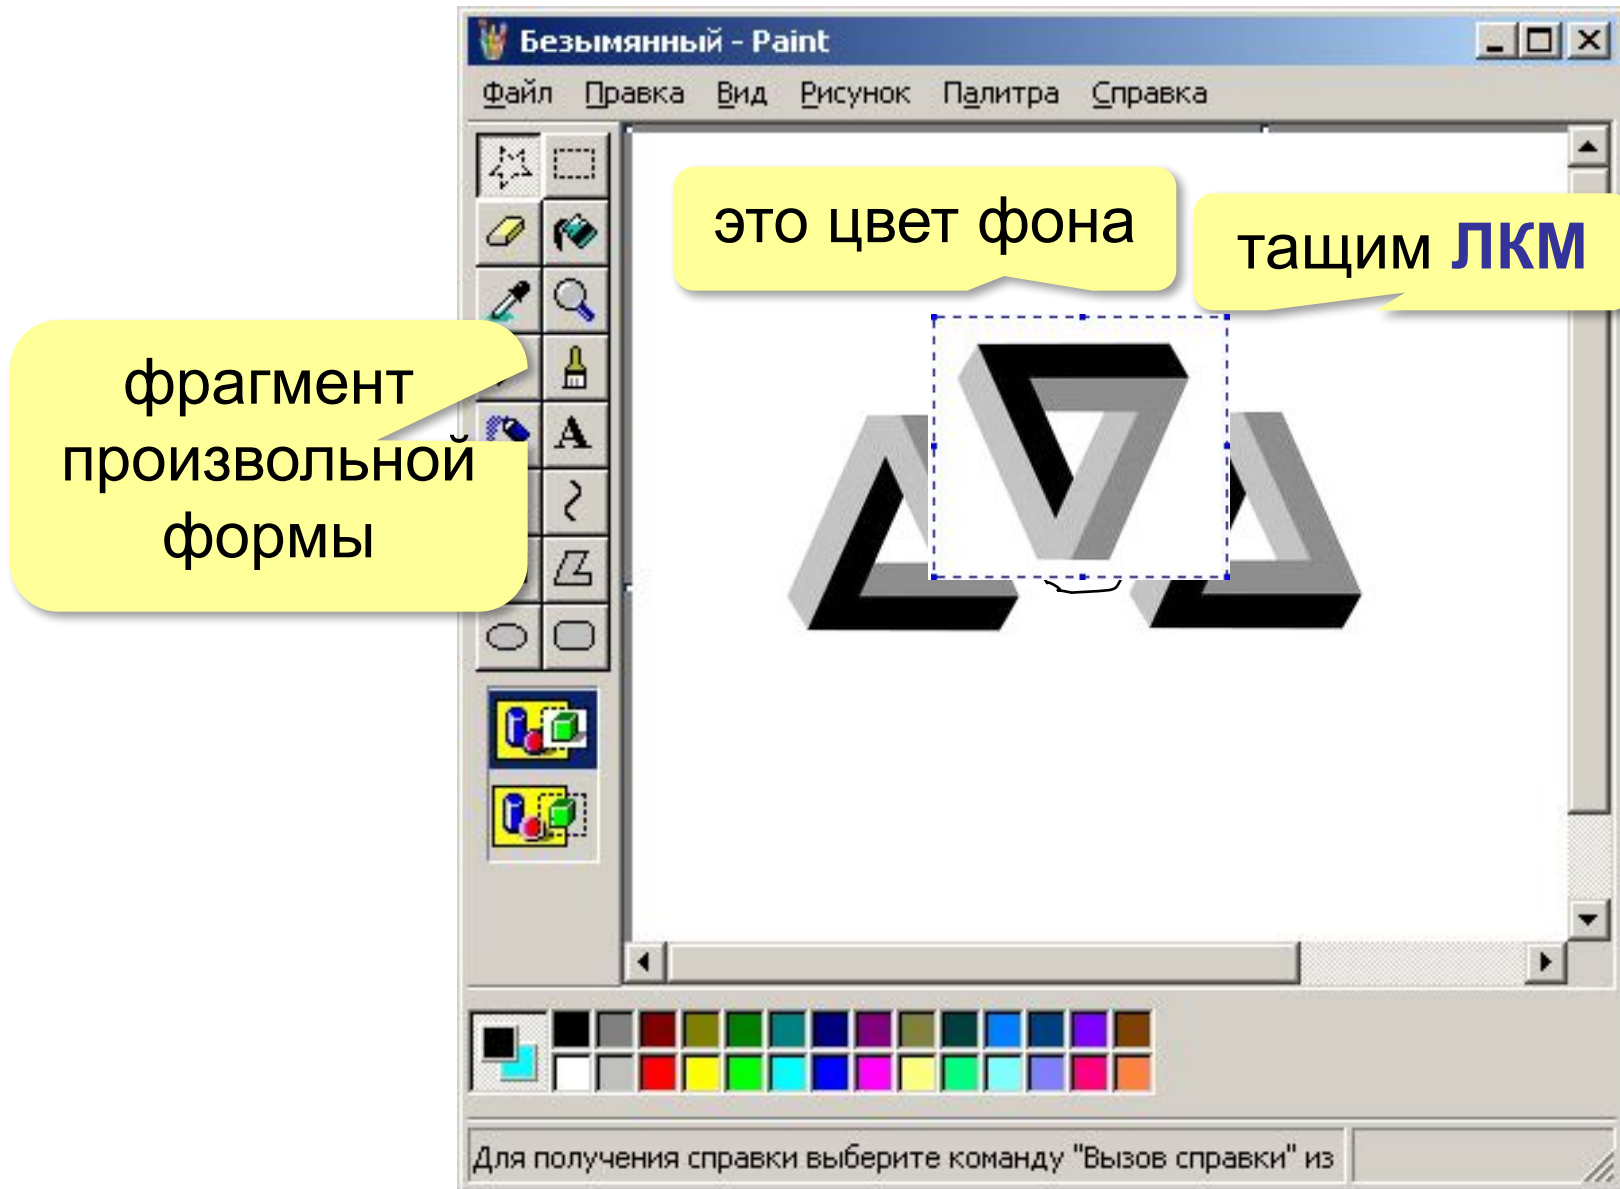 Безымянный - Paint
Файл Правка Вид Рисунок Палитра Справка
это цвет фона
тащим ЛКМ
фрагмент
произвольной
формы
A
Для получения справки выберите команду "Вызов справки" из